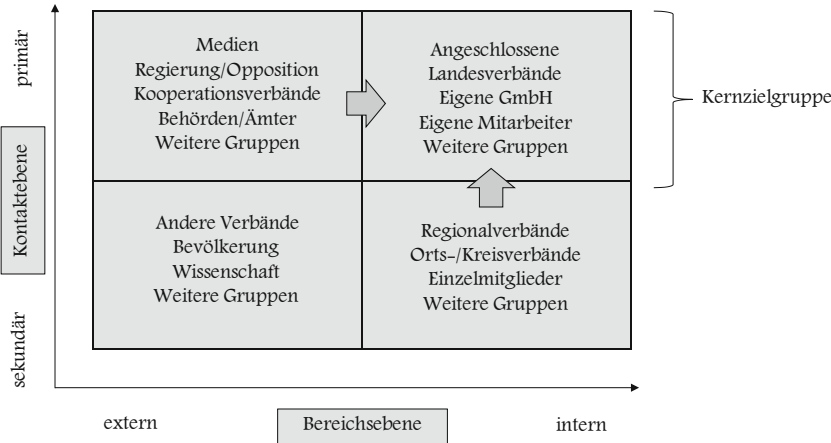 primär
Kontaktebene
sekundär
Medien
Regierung/Opposition
Kooperationsverbände
Behörden/Ämter
Weitere Gruppen
Angeschlossene
Landesverbände
Eigene GmbH
Eigene Mitarbeiter
Weitere Gruppen
Kernzielgruppe
Andere Verbände
Bevölkerung
Wissenschaft
Weitere Gruppen
Regionalverbände
Orts-/Kreisverbände
Einzelmitglieder
Weitere Gruppen
extern
Bereichsebene
intern